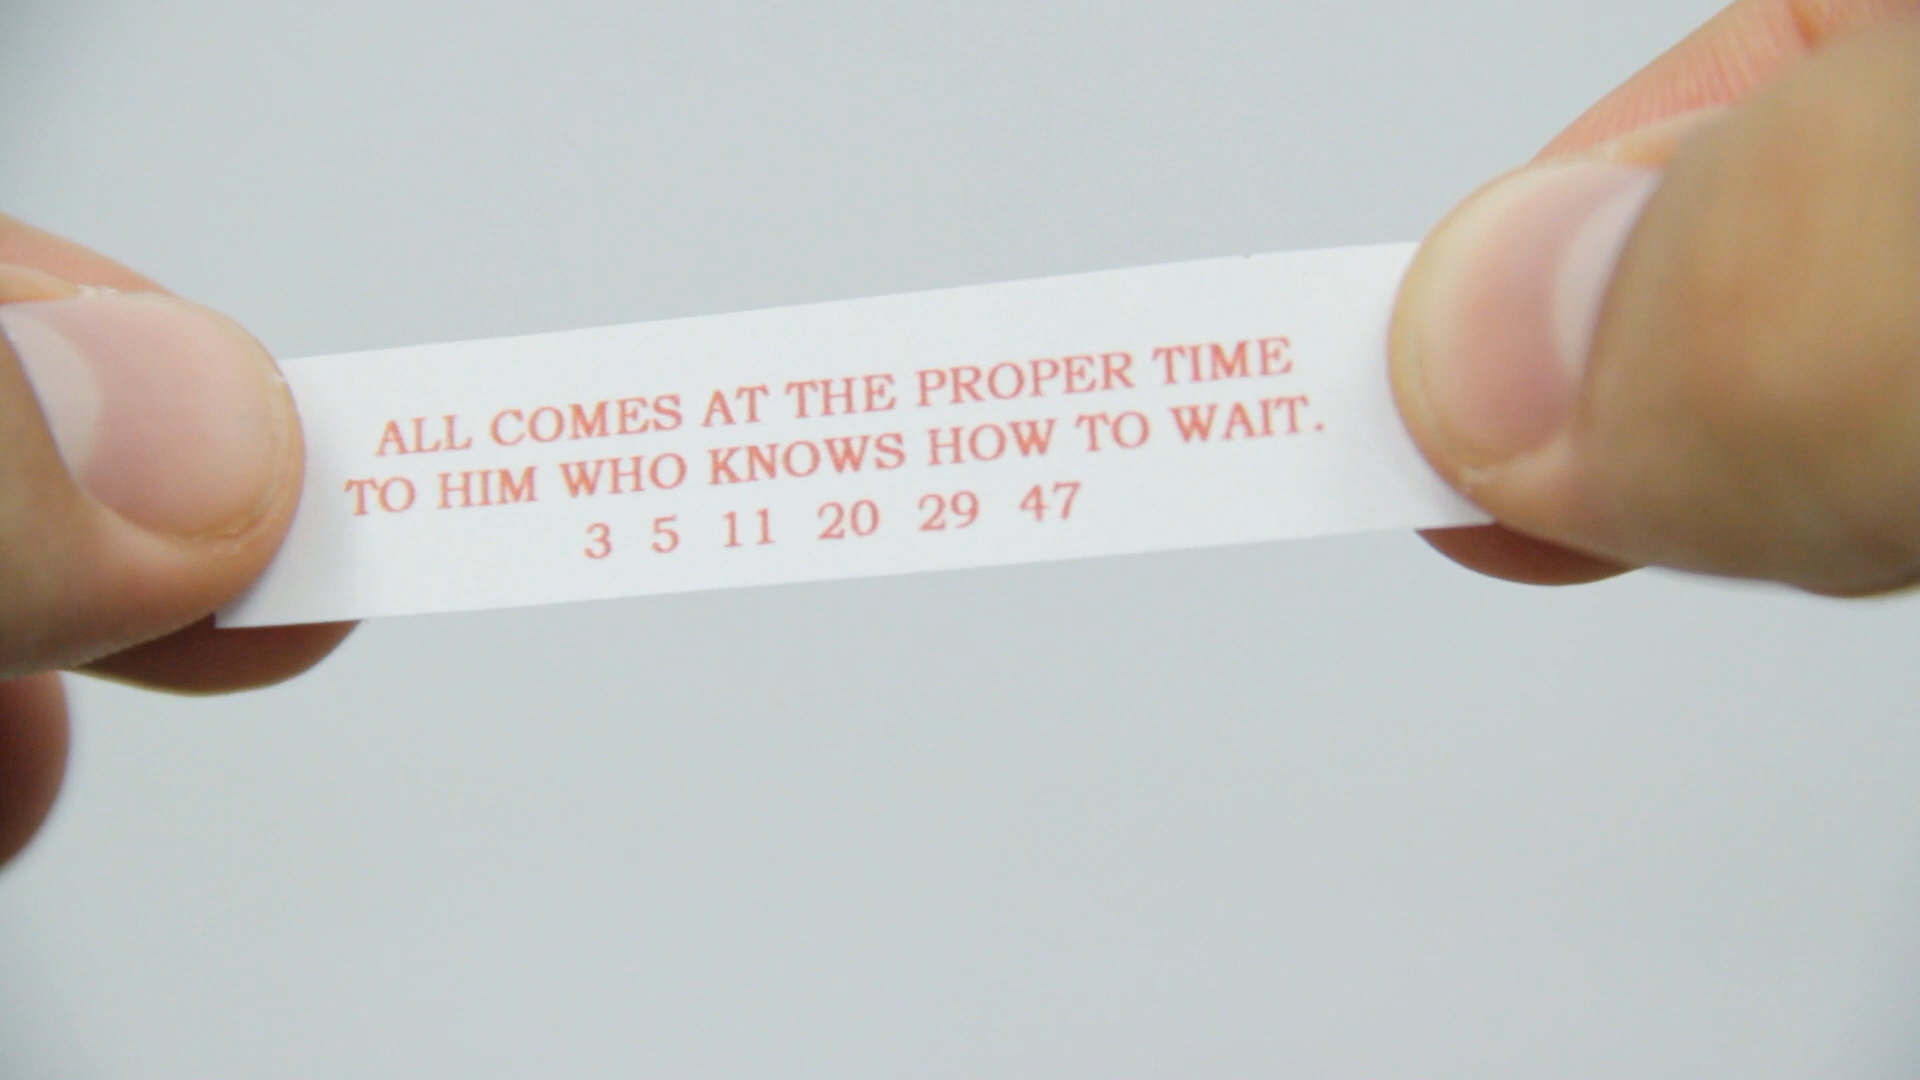 ALL COMES AT THE PROPER TIME
TO HIM WHO KNOWS HOW TO WAIT.
3 5 11 20 29 47